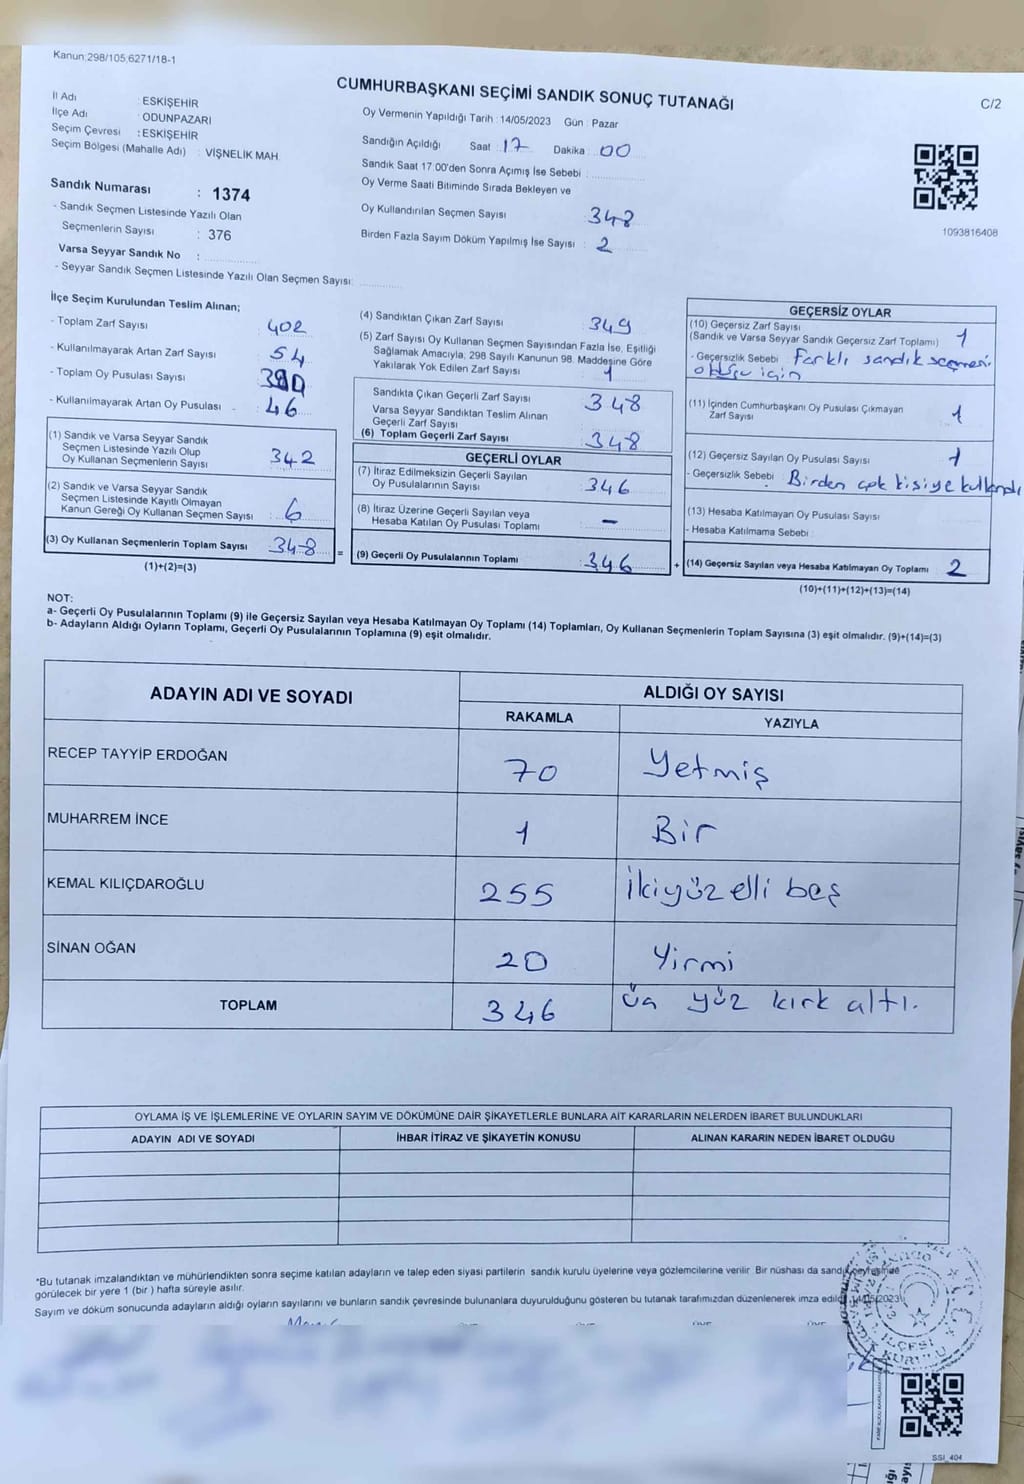 Kanun:298/105;6271/18-1
CUMHURBAŞKANI SEÇİMİ SANDIK SONUÇ TUTANAĞI
C/2
İl Adı : ESKİŞEHİR
İlçe Adı : ODUNPAZARI
Seçim Çevresi : ESKİŞEHİR
Seçim Bölgesi (Mahalle Adı) : VİŞNELİK MAH.
Oy Vermenin Yapıldığı Tarih :14/05/2023 Gün : Pazar
Sandığın Açıldığı Saat : 17 Dakika : 00
Sandık Saat 17:00'den Sonra Açımış İse Sebebi :
Oy Verme Saati Bitiminde Sırada Bekleyen ve
Oy Kullandırılan Seçmen Sayısı : 348
Birden Fazla Sayım Döküm Yapılmış İse Sayısı : 2
1093816408
Sandık Numarası : 1374
- Sandık Seçmen Listesinde Yazılı Olan
Seçmenlerin Sayısı : 376
Varsa Seyyar Sandık No :
- Seyyar Sandık Seçmen Listesinde Yazılı Olan Seçmen Sayısı:
İlçe Seçim Kurulundan Teslim Alınan;
- Toplam Zarf Sayısı : 402
- Kullanılmayarak Artan Zarf Sayısı : 54
- Toplam Oy Pusulası Sayısı :
- Kullanılmayarak Artan Oy Pusulası : 46
(1) Sandık ve Varsa Seyyar Sandık
Seçmen Listesinde Yazılı Olup
Oy Kullanan Seçmenlerin Sayısı : 342
(2) Sandık ve Varsa Seyyar Sandık
Seçmen Listesinde Kayıtlı Olmayan
Kanun Gereği Oy Kullanan Seçmen Sayısı : 6
(3) Oy Kullanan Seçmenlerin Toplam Sayısı : 348 =
(1)+(2)=(3)
(4) Sandıktan Çıkan Zarf Sayısı : 349
(5) Zarf Sayısı Oy Kullanan Seçmen Sayısından Fazla İse, Eşitliği
Sağlamak Amacıyla, 298 Sayılı Kanunun 98. Maddesine Göre
Yakılarak Yok Edilen Zarf Sayısı : 1
Sandıkta Çıkan Geçerli Zarf Sayısı : 348
Varsa Seyyar Sandıktan Teslim Alınan
Geçerli Zarf Sayısı :
(6) Toplam Geçerli Zarf Sayısı : 348
GEÇERLİ OYLAR
(7) İtiraz Edilmeksizin Geçerli Sayılan
Oy Pusulalarının Sayısı : 346
(8) İtiraz Üzerine Geçerli Sayılan veya
Hesaba Katılan Oy Pusulası Toplamı : -
(9) Geçerli Oy Pusulalarının Toplamı : 346 +
GEÇERSİZ OYLAR
(10) Geçersiz Zarf Sayısı
(Sandık ve Varsa Seyyar Sandık Geçersiz Zarf Toplamı) : 1
- Geçersizlik Sebebi : Farklı sandık seçmeni
olduğu için
(11) İçinden Cumhurbaşkanı Oy Pusulası Çıkmayan
Zarf Sayısı : 1
(12) Geçersiz Sayılan Oy Pusulası Sayısı : 1
- Geçersizlik Sebebi : Birden çok kişiye kullandı
(13) Hesaba Katılmayan Oy Pusulası Sayısı :
- Hesaba Katılmama Sebebi :
(14) Geçersiz Sayılan veya Hesaba Katılmayan Oy Toplamı 2
(10)+(11)+(12)+(13)=(14)
NOT:
a- Geçerli Oy Pusulalarının Toplamı (9) ile Geçersiz Sayılan veya Hesaba Katılmayan Oy Toplamı (14) Toplamları, Oy Kullanan Seçmenlerin Toplam Sayısına (3) eşit olmalıdır. (9)+(14)=(3)
b- Adayların Aldığı Oyların Toplamı, Geçerli Oy Pusulalarının Toplamına (9) eşit olmalıdır.
ADAYIN ADI VE SOYADI ALDIĞI OY SAYISI
RAKAMLA YAZIYLA
RECEP TAYYİP ERDOĞAN 70 Yetmiş
MUHARREM İNCE 1 Bir
KEMAL KILIÇDAROĞLU 255 İkiyüz elli beş
SİNAN OĞAN 20 Yirmi
TOPLAM 346 Üç yüz kırk altı.
OYLAMA İŞ VE İŞLEMLERİNE VE OYLARIN SAYIM VE DÖKÜMÜNE DAİR ŞİKAYETLERLE BUNLARA AİT KARARLARIN NELERDEN İBARET BULUNDUKLARI
ADAYIN ADI VE SOYADI İHBAR İTİRAZ VE ŞİKAYETİN KONUSU ALINAN KARARIN NEDEN İBARET OLDUĞU
*Bu tutanak imzalandıktan ve mühürlendikten sonra seçime katılan adayların ve talep eden siyasi partilerin sandık kurulu üyelerine veya gözlemcilerine verilir. Bir nüshası da sandık çevresinde
görülecek bir yere 1 (bir ) hafta süreyle asılır.
Sayım ve döküm sonucunda adayların aldığı oyların sayılarını ve bunların sandık çevresinde bulunanlara duyurulduğunu gösteren bu tutanak tarafımızdan düzenlenerek imza edildi. 14/05/2023
T.C.
İLÇESİ
SANDIK KURULU
SSI_404